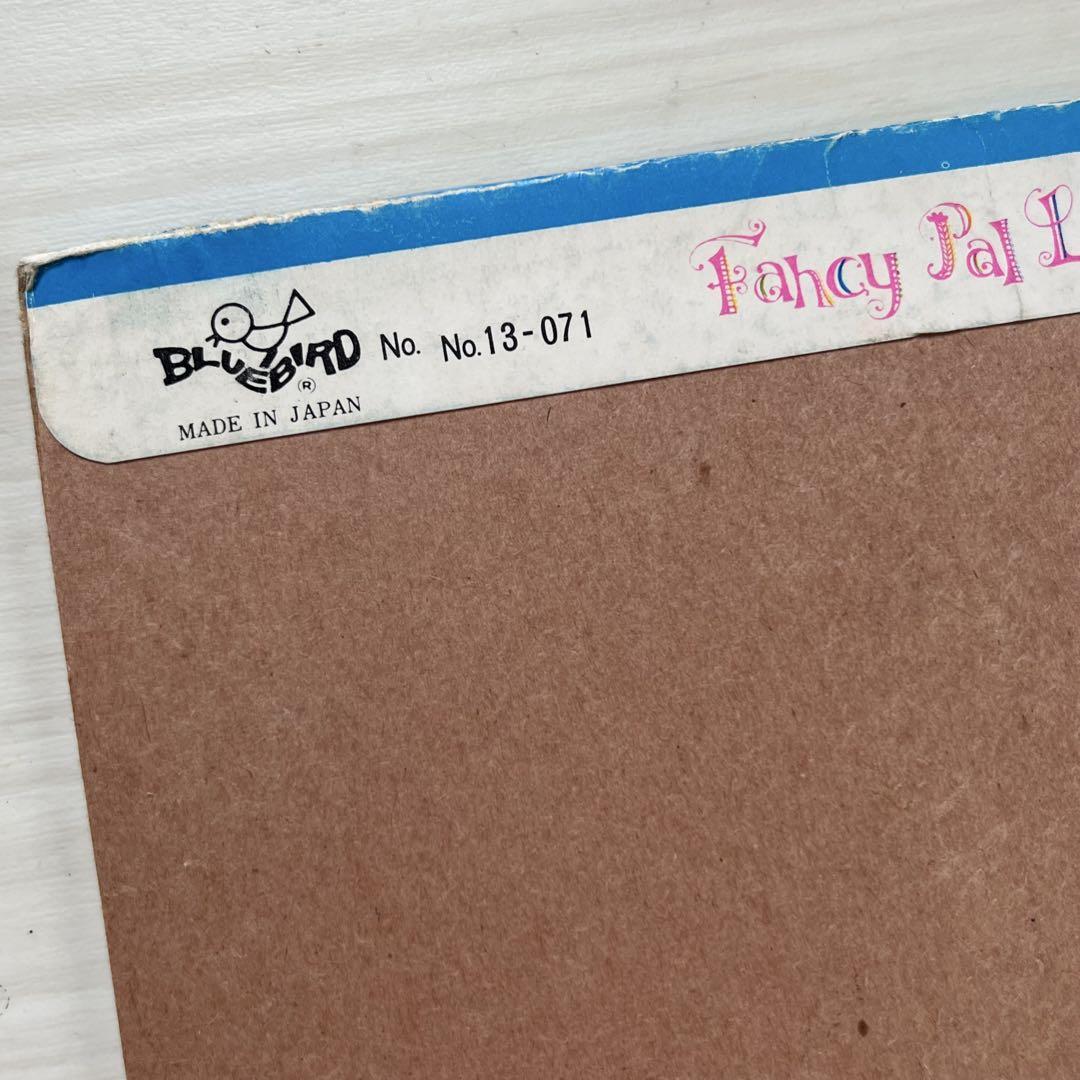 BLUEBIRD ® No. No.13-071
MADE IN JAPAN
Fancy Pal L